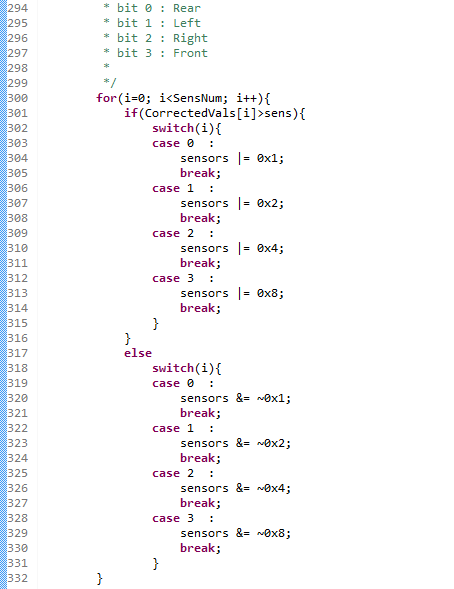 294 * bit 0 : Rear
295 * bit 1 : Left
296 * bit 2 : Right
297 * bit 3 : Front
298 *
299 */
300 for(i=0; i<SensNum; i++){
301 if(CorrectedVals[i]>sens){
302 switch(i){
303 case 0 :
304 sensors |= 0x1;
305 break;
306 case 1 :
307 sensors |= 0x2;
308 break;
309 case 2 :
310 sensors |= 0x4;
311 break;
312 case 3 :
313 sensors |= 0x8;
314 break;
315 }
316 }
317 else
318 switch(i){
319 case 0 :
320 sensors &= ~0x1;
321 break;
322 case 1 :
323 sensors &= ~0x2;
324 break;
325 case 2 :
326 sensors &= ~0x4;
327 break;
328 case 3 :
329 sensors &= ~0x8;
330 break;
331 }
332 }